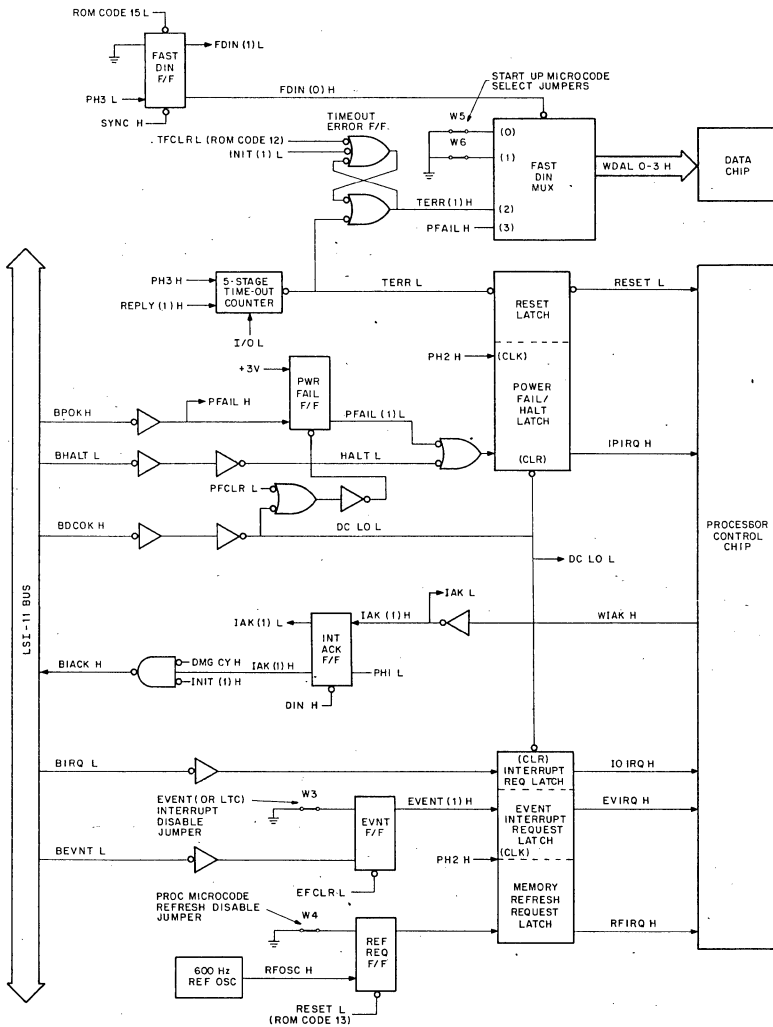 ROM CODE 15 L
FAST
DIN
F/F
FDIN (1) L
FDIN (0) H
PH3 L
SYNC H
START UP MICROCODE
SELECT JUMPERS
TIMEOUT
ERROR F/F.
TFCLR L (ROM CODE 12)
INIT (1) L
W5
W6
(0)
(1)
(2)
(3)
FAST
DIN
MUX
WDAL 0-3 H
DATA
CHIP
TERR (1) H
PFAIL H
PH3 H
REPLY (1) H
5-STAGE
TIME-OUT
COUNTER
I/O L
TERR L
RESET
LATCH
RESET L
PH2 H
(CLK)
POWER
FAIL/
HALT
LATCH
(CLR)
IPIRQ H
+3V
PWR
FAIL
F/F
PFAIL H
PFAIL (1) L
BPOK H
BHALT L
HALT L
PFCLR L
BDCOK H
DC LO L
DC LO L
PROCESSOR
CONTROL
CHIP
LSI-11 BUS
IAK L
IAK (1) L
INT
ACK
F/F
IAK (1) H
WIAK H
BIACK H
DMG CY H
IAK (1) H
INIT (1) H
PH1 L
DIN H
BIRQ L
(CLR)
INTERRUPT
REQ LATCH
IO IRQ H
EVENT (OR LTC)
INTERRUPT
DISABLE
JUMPER
W3
EVNT
F/F
EVENT (1) H
EVENT
INTERRUPT
REQUEST
LATCH
(CLK)
EVIRQ H
BEVNT L
EFCLR L
PH2 H
PROC MICROCODE
REFRESH DISABLE
JUMPER
W4
REF
REQ
F/F
MEMORY
REFRESH
REQUEST
LATCH
RFIRQ H
600 Hz
REF OSC
RFOSC H
RESET L
(ROM CODE 13)